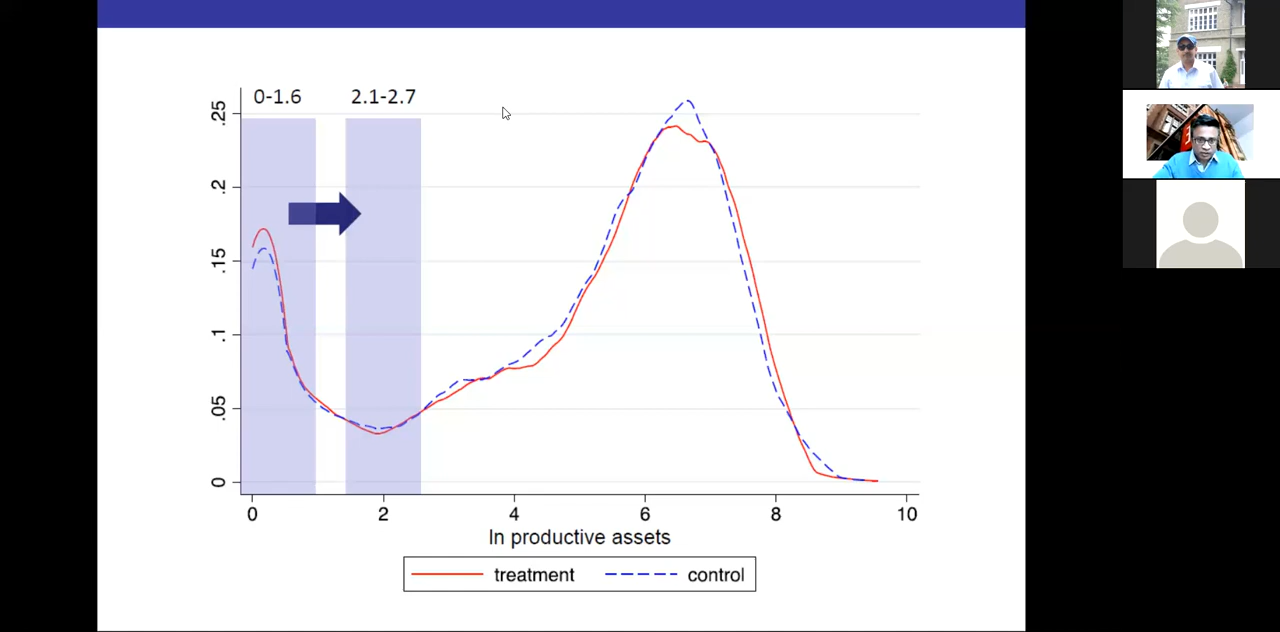 0-1.6 2.1-2.7
.25
.2
.15
.1
.05
0
0 2 4 6 8 10
ln productive assets
treatment control